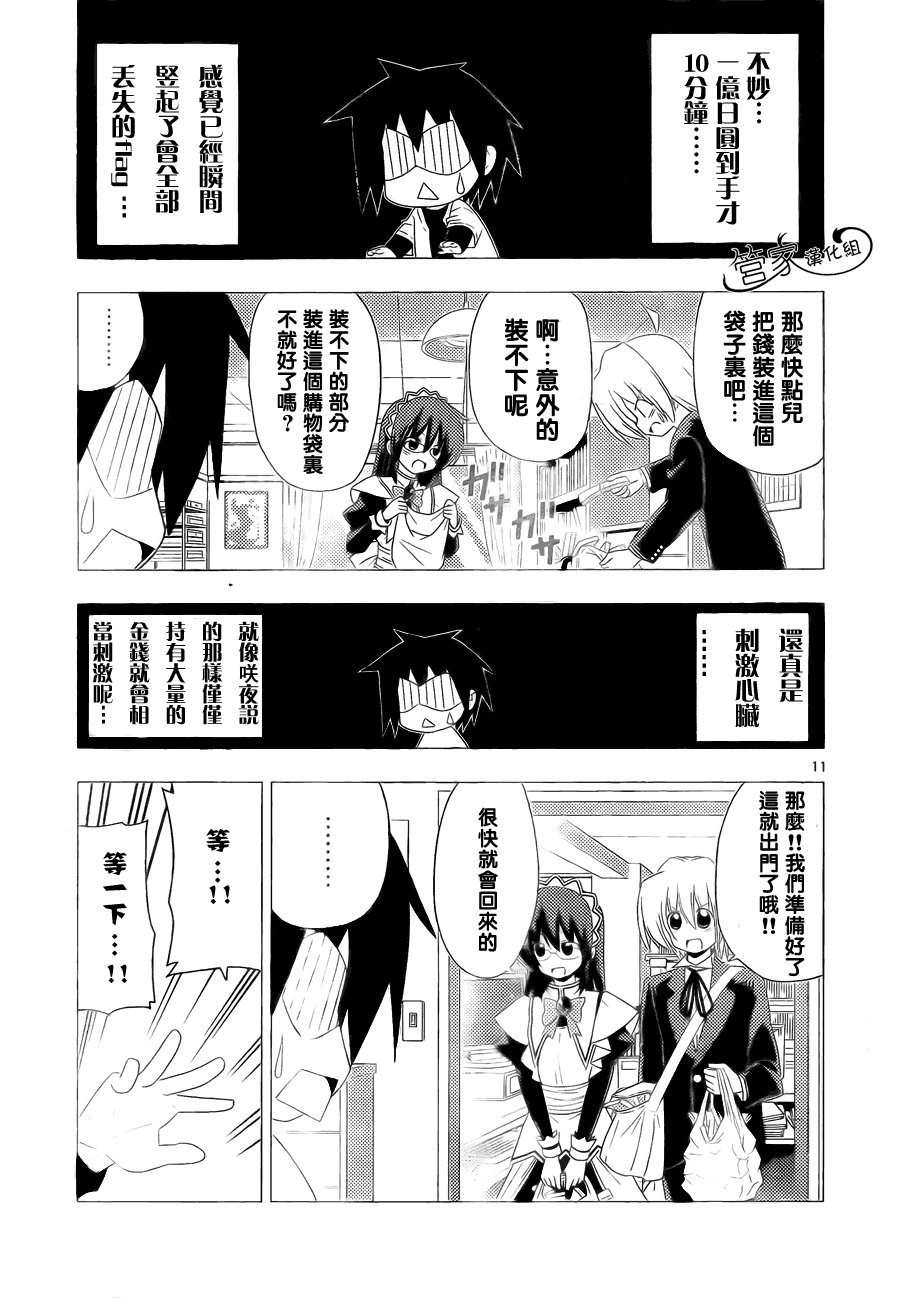 不妙…
一億日圓到手才
10分鐘……
感覺已經瞬間
豎起了會全部
丟失的flag…
管家漢化組
那麼快點兒
把錢裝進這個
袋子裏吧…
啊…意外的
裝不下呢
裝不下的部分
裝進這個購物袋裏
不就好了嗎？
………
ガサ
ガサ
還真是
刺激心臟
……
就像咲夜説
的那樣僅僅
持有大量的
金錢就會相
當刺激呢…
11
那麼!!我們準備好了
這就出門了哦!!
很快就會回來的
………
等…!!
等一下…!!